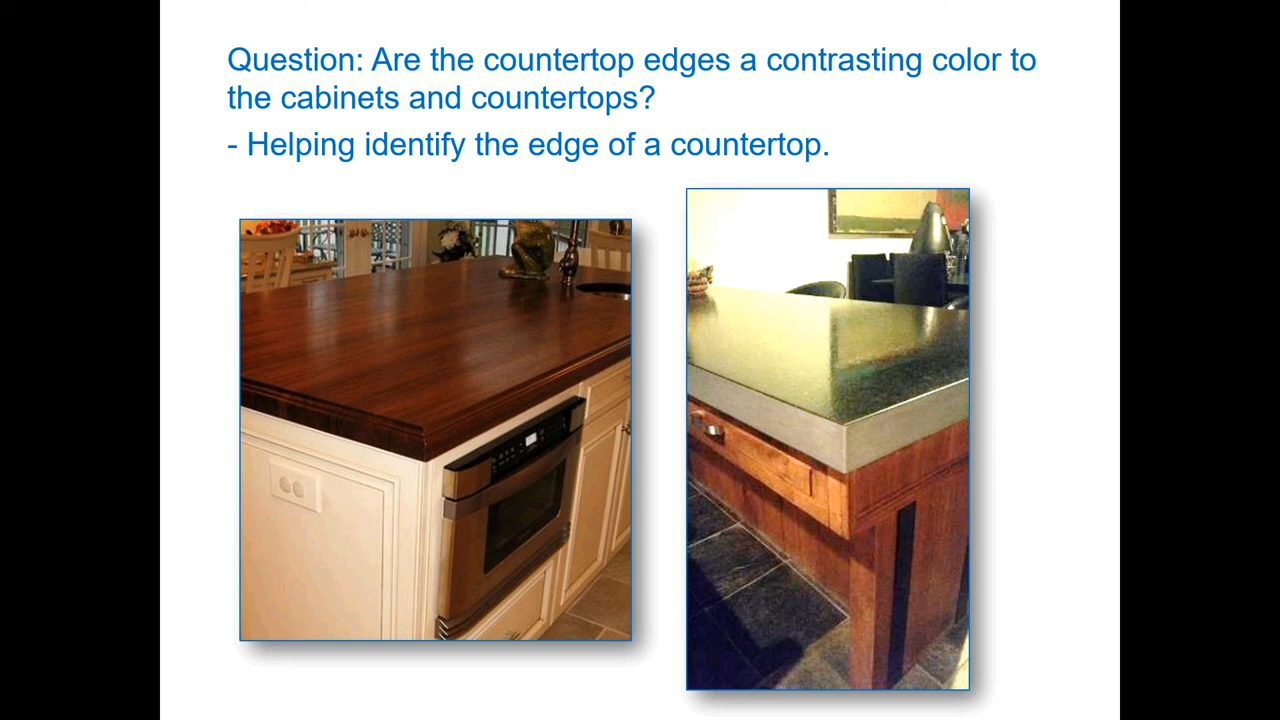 Question: Are the countertop edges a contrasting color to
the cabinets and countertops?
- Helping identify the edge of a countertop.